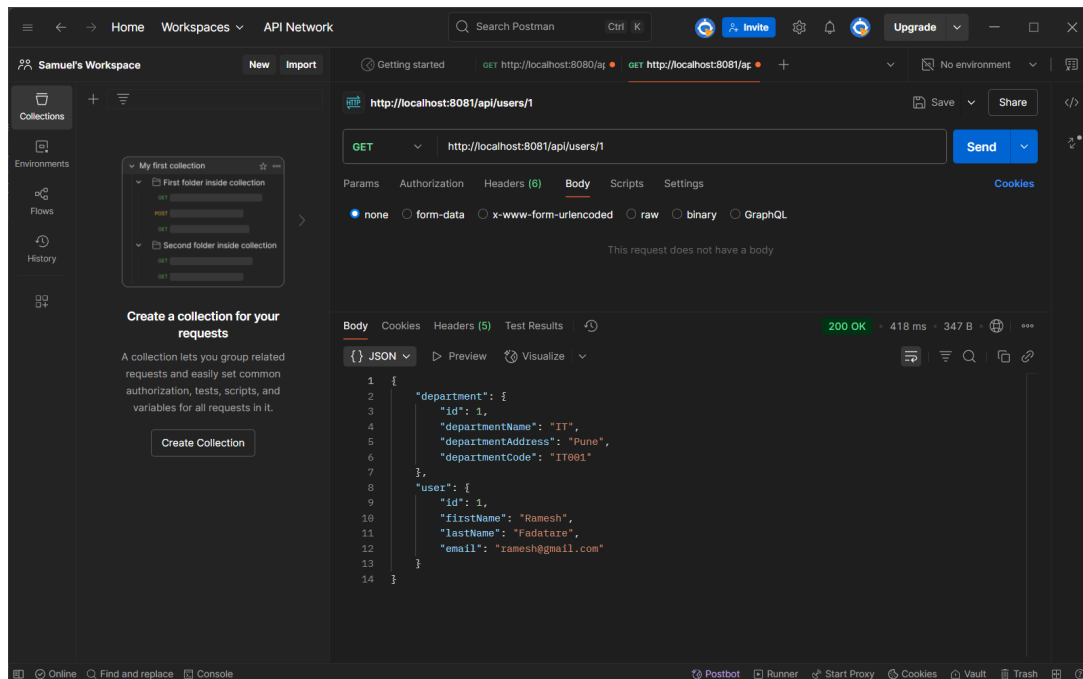 Home Workspaces API Network Search Postman Ctrl K Invite Upgrade
Samuel's Workspace New Import Getting started GET http://localhost:8080/ap GET http://localhost:8081/ap No environment
Collections
Environments
Flows
History
My first collection
First folder inside collection
GET
POST
GET
Second folder inside collection
GET
GET
Create a collection for your
requests
A collection lets you group related
requests and easily set common
authorization, tests, scripts, and
variables for all requests in it.
Create Collection
HTTP http://localhost:8081/api/users/1 Save Share
GET http://localhost:8081/api/users/1 Send
Params Authorization Headers (6) Body Scripts Settings Cookies
none form-data x-www-form-urlencoded raw binary GraphQL
This request does not have a body
Body Cookies Headers (5) Test Results 200 OK 418 ms 347 B
{} JSON Preview Visualize
1 {
2 "department": {
3 "id": 1,
4 "departmentName": "IT",
5 "departmentAddress": "Pune",
6 "departmentCode": "IT001"
7 },
8 "user": {
9 "id": 1,
10 "firstName": "Ramesh",
11 "lastName": "Fadatare",
12 "email": "ramesh@gmail.com"
13 }
14 }
Online Find and replace Console Postbot Runner Start Proxy Cookies Vault Trash